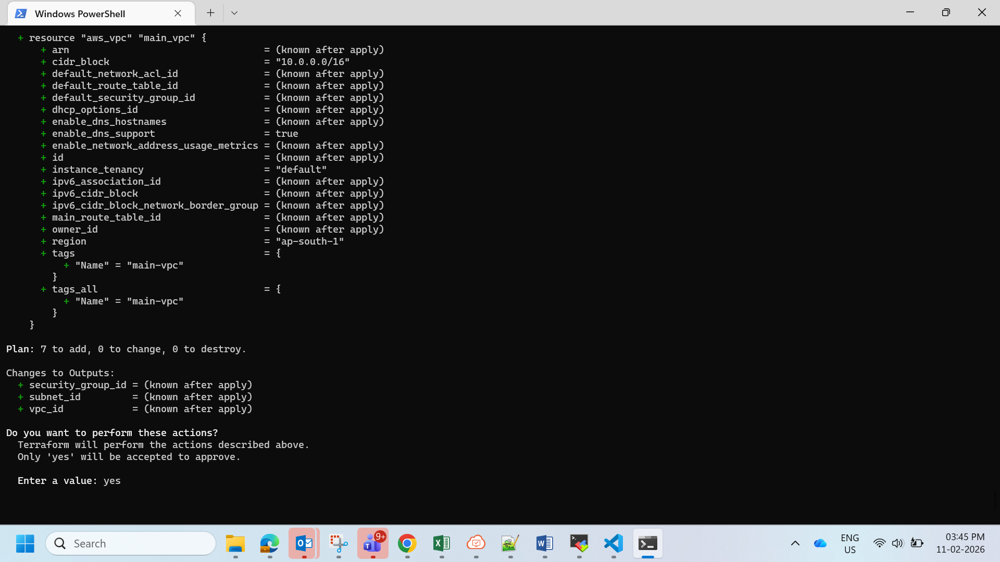 Windows PowerShell
+ resource "aws_vpc" "main_vpc" {
+ arn = (known after apply)
+ cidr_block = "10.0.0.0/16"
+ default_network_acl_id = (known after apply)
+ default_route_table_id = (known after apply)
+ default_security_group_id = (known after apply)
+ dhcp_options_id = (known after apply)
+ enable_dns_hostnames = (known after apply)
+ enable_dns_support = true
+ enable_network_address_usage_metrics = (known after apply)
+ id = (known after apply)
+ instance_tenancy = "default"
+ ipv6_association_id = (known after apply)
+ ipv6_cidr_block = (known after apply)
+ ipv6_cidr_block_network_border_group = (known after apply)
+ main_route_table_id = (known after apply)
+ owner_id = (known after apply)
+ region = "ap-south-1"
+ tags = {
+ "Name" = "main-vpc"
}
+ tags_all = {
+ "Name" = "main-vpc"
}
}
Plan: 7 to add, 0 to change, 0 to destroy.
Changes to Outputs:
+ security_group_id = (known after apply)
+ subnet_id = (known after apply)
+ vpc_id = (known after apply)
Do you want to perform these actions?
Terraform will perform the actions described above.
Only 'yes' will be accepted to approve.
Enter a value: yes
Search
9+
ENG
US
03:45 PM
11-02-2026